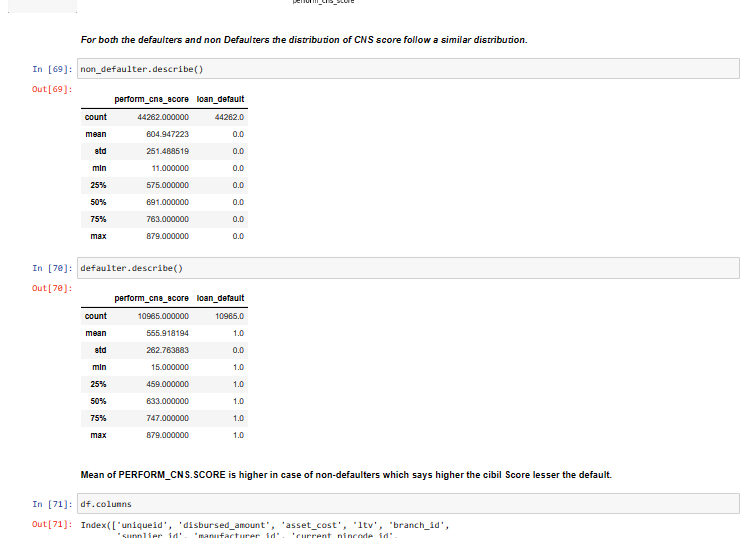 perform_cns_score
For both the defaulters and non Defaulters the distribution of CNS score follow a similar distribution.
In [69]: non_defaulter.describe()
Out[69]:
perform_cns_score loan_default
count 44262.000000 44262.0
mean 604.947223 0.0
std 251.488519 0.0
min 11.000000 0.0
25% 575.000000 0.0
50% 691.000000 0.0
75% 763.000000 0.0
max 879.000000 0.0
In [70]: defaulter.describe()
Out[70]:
perform_cns_score loan_default
count 10965.000000 10965.0
mean 555.918194 1.0
std 262.763883 0.0
min 15.000000 1.0
25% 459.000000 1.0
50% 633.000000 1.0
75% 747.000000 1.0
max 879.000000 1.0
Mean of PERFORM_CNS.SCORE is higher in case of non-defaulters which says higher the cibil Score lesser the default.
In [71]: df.columns
Out[71]: Index(['uniqueid', 'disbursed_amount', 'asset_cost', 'ltv', 'branch_id',
'supplier_id', 'manufacturer_id', 'current_pincode_id',